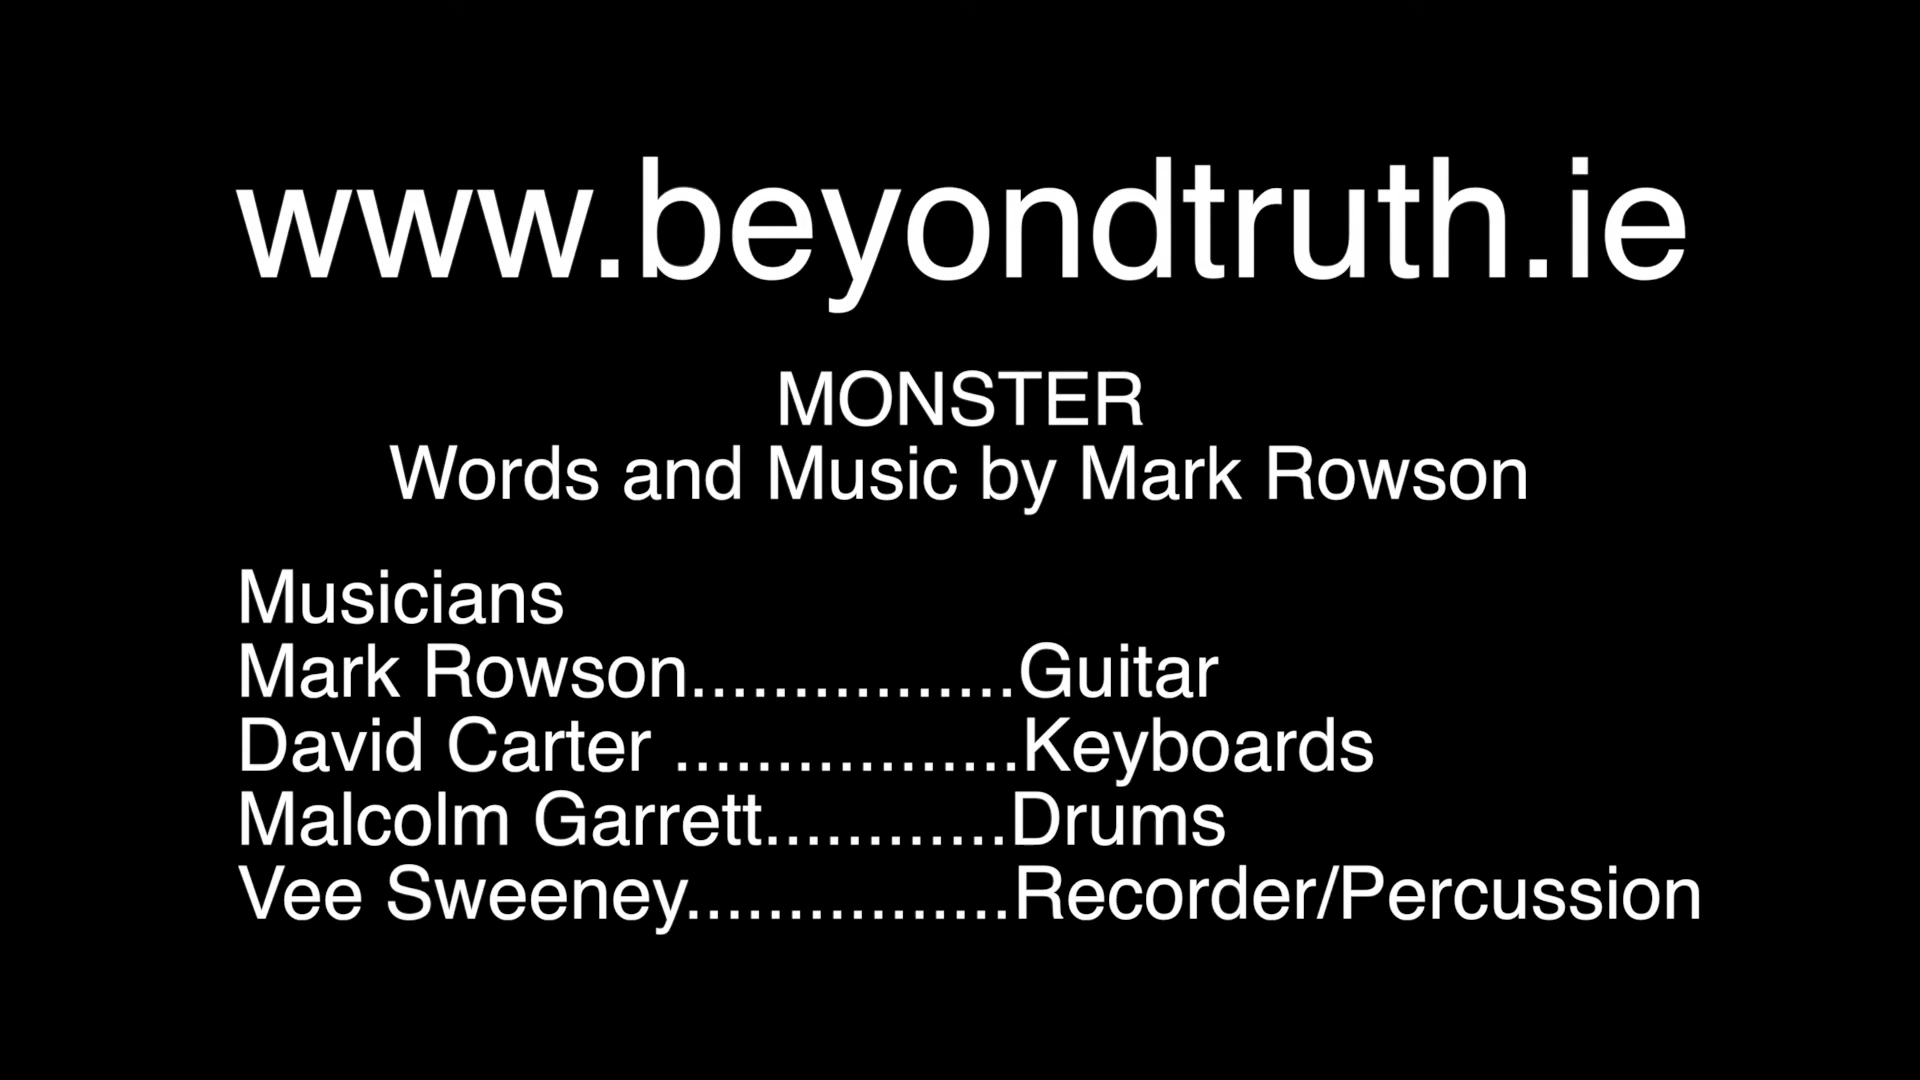 www.beyondtruth.ie
MONSTER
Words and Music by Mark Rowson
Musicians
Mark Rowson................Guitar
David Carter .................Keyboards
Malcolm Garrett............Drums
Vee Sweeney................Recorder/Percussion